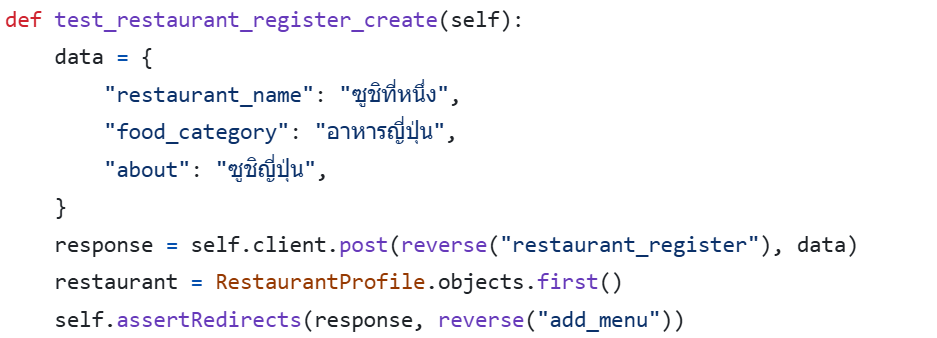 def test_restaurant_register_create(self):
    data = {
        "restaurant_name": "ซูชิที่หนึ่ง",
        "food_category": "อาหารญี่ปุ่น",
        "about": "ซูชิญี่ปุ่น",
    }
    response = self.client.post(reverse("restaurant_register"), data)
    restaurant = RestaurantProfile.objects.first()
    self.assertRedirects(response, reverse("add_menu"))